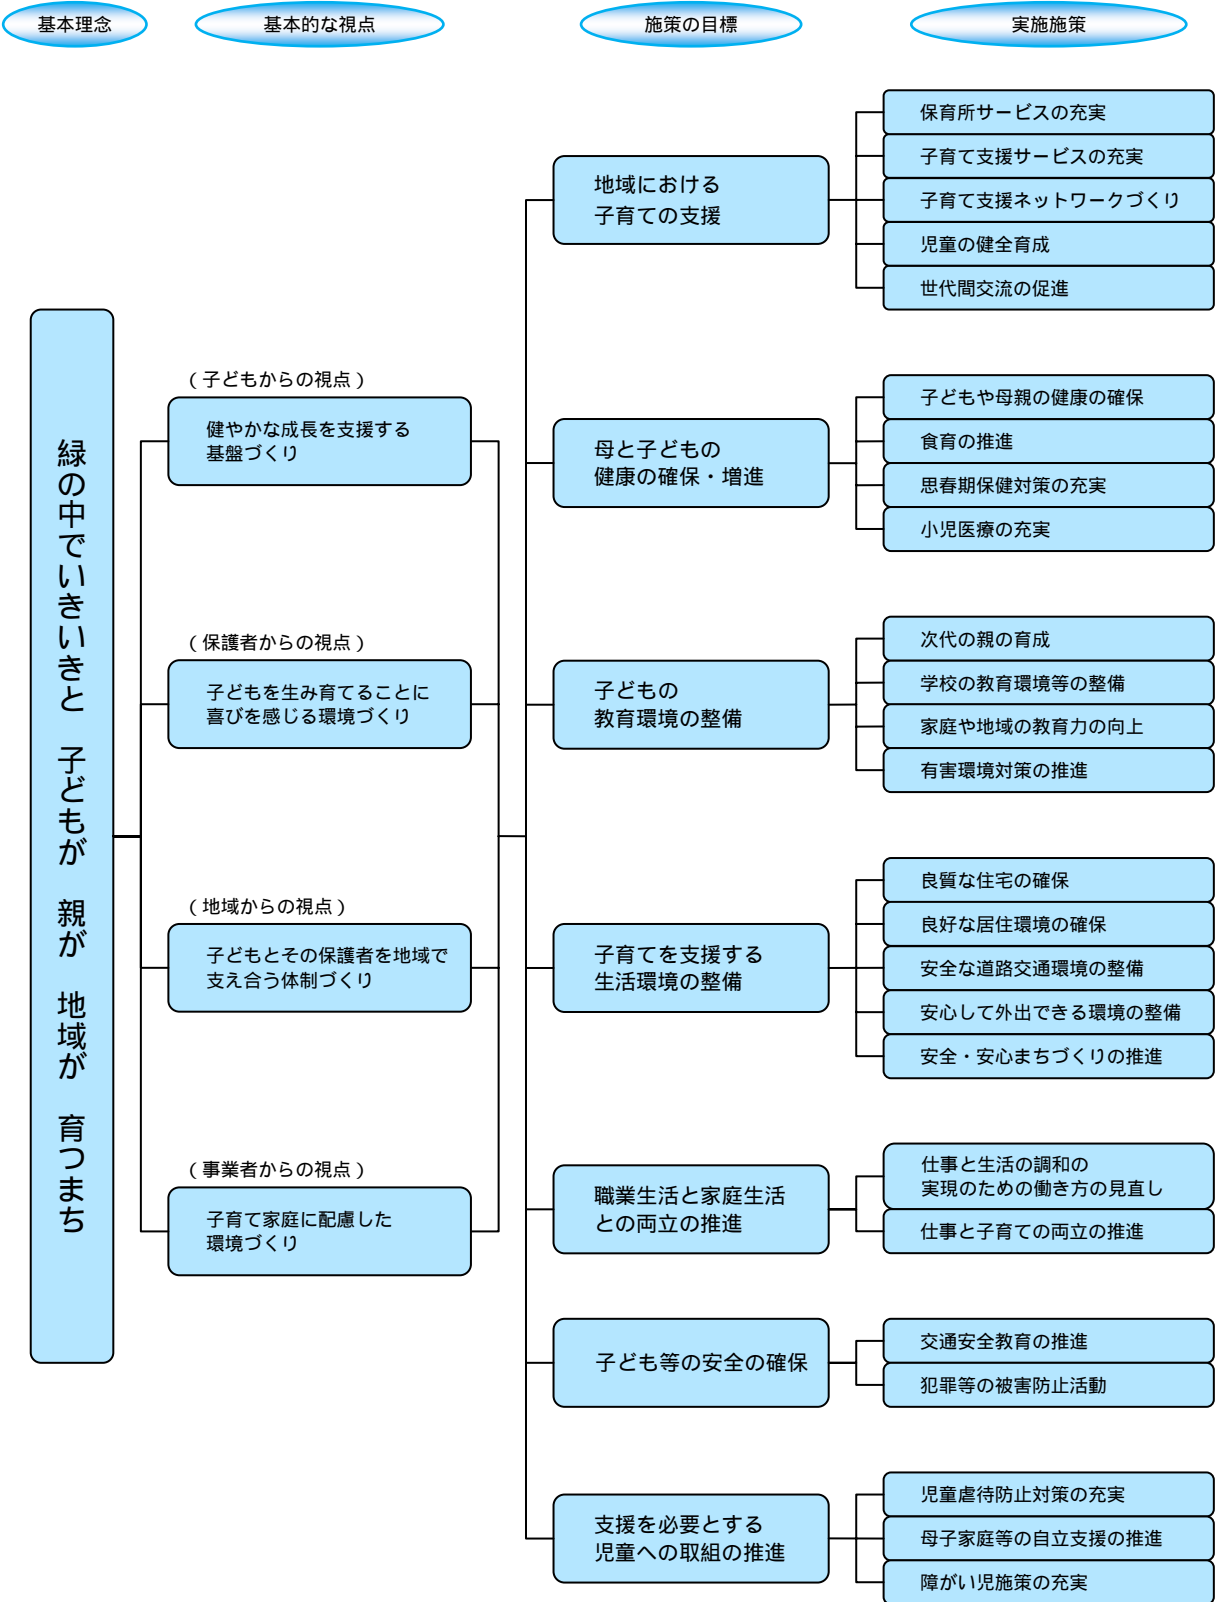 基本理念
基本的な視点
施策の目標
実施施策
緑の中でいきいきと　子どもが　親が　地域が　育つまち
(子どもからの視点)
健やかな成長を支援する
基盤づくり
(保護者からの視点)
子どもを生み育てることに
喜びを感じる環境づくり
(地域からの視点)
子どもとその保護者を地域で
支え合う体制づくり
(事業者からの視点)
子育て家庭に配慮した
環境づくり
地域における
子育ての支援
保育所サービスの充実
子育て支援サービスの充実
子育て支援ネットワークづくり
児童の健全育成
世代間交流の促進
母と子どもの
健康の確保・増進
子どもや母親の健康の確保
食育の推進
思春期保健対策の充実
小児医療の充実
子どもの
教育環境の整備
次代の親の育成
学校の教育環境等の整備
家庭や地域の教育力の向上
有害環境対策の推進
子育てを支援する
生活環境の整備
良質な住宅の確保
良好な居住環境の確保
安全な道路交通環境の整備
安心して外出できる環境の整備
安全・安心まちづくりの推進
職業生活と家庭生活
との両立の推進
仕事と生活の調和の
実現のための働き方の見直し
仕事と子育ての両立の推進
子ども等の安全の確保
交通安全教育の推進
犯罪等の被害防止活動
支援を必要とする
児童への取組の推進
児童虐待防止対策の充実
母子家庭等の自立支援の推進
障がい児施策の充実